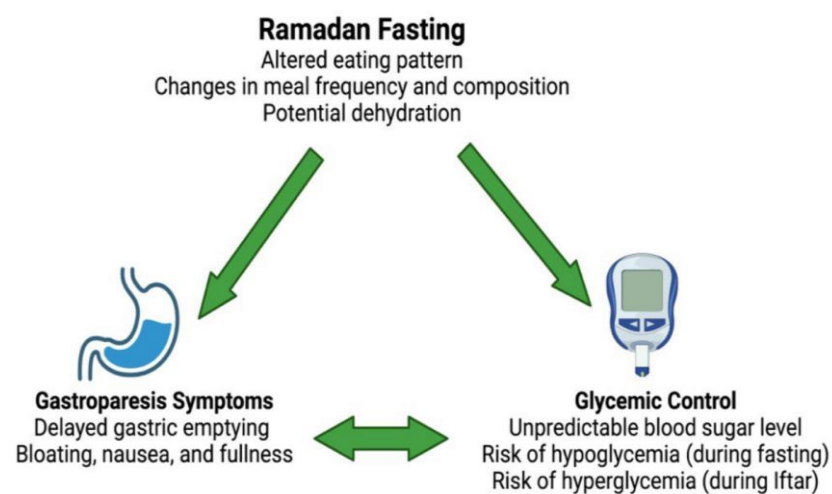 Ramadan Fasting
Altered eating pattern
Changes in meal frequency and composition
Potential dehydration
Gastroparesis Symptoms
Delayed gastric emptying
Bloating, nausea, and fullness
Glycemic Control
Unpredictable blood sugar level
Risk of hypoglycemia (during fasting)
Risk of hyperglycemia (during Iftar)